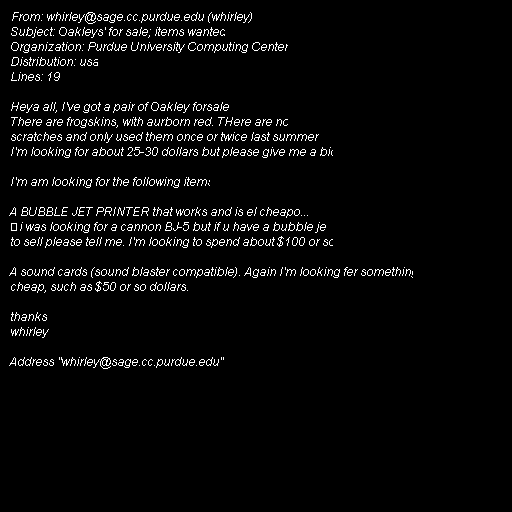 From: whirley@sage.cc.purdue.edu (whirley)
Subject: Oakleys' for sale; items wanted
Organization: Purdue University Computing Center
Distribution: usa
Lines: 19

Heya all, I've got a pair of Oakley forsale
There are frogskins, with aurborn red. THere are no
scratches and only used them once or twice last summer
I'm looking for about 25-30 dollars but please give me a bid

I'm am looking for the following items

A BUBBLE JET PRINTER that works and is el cheapo...
i was looking for a cannon BJ-5 but if u have a bubble je
to sell please tell me. I'm looking to spend about $100 or so

A sound cards (sound blaster compatible). Again I'm looking fer something
cheap, such as $50 or so dollars.

thanks
whirley

Address "whirley@sage.cc.purdue.edu"